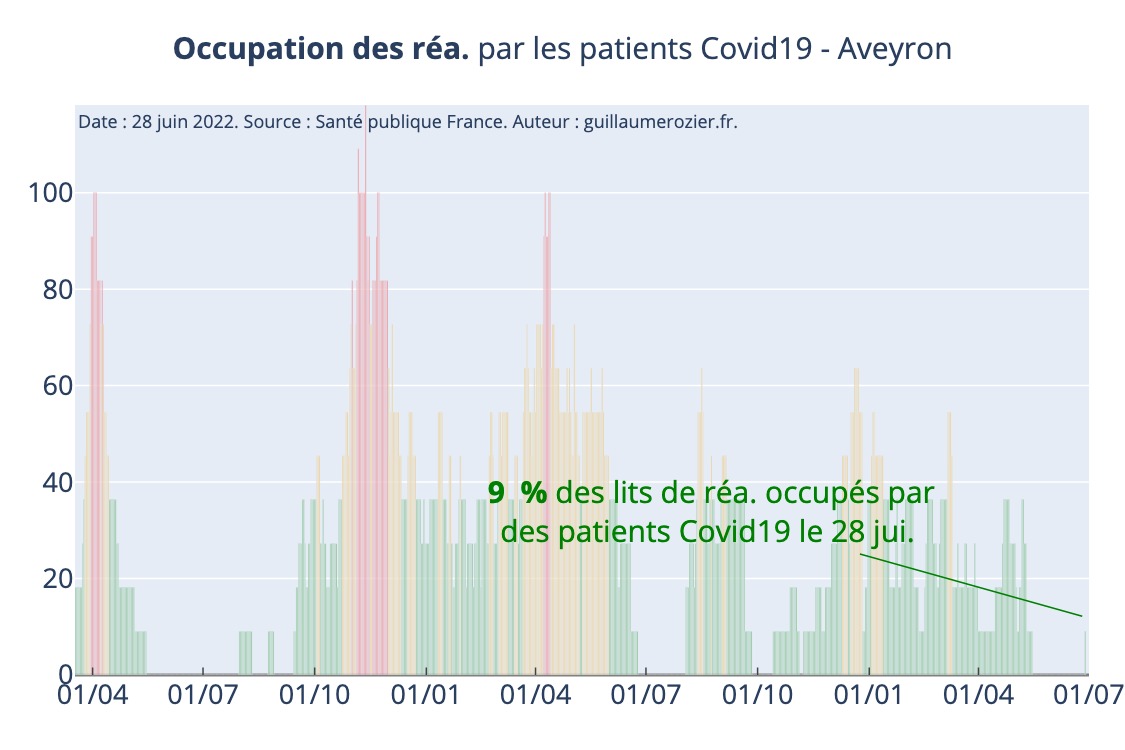 Occupation des réa. par les patients Covid19 - Aveyron
Date : 28 juin 2022. Source : Santé publique France. Auteur : guillaumerozier.fr.
100
80
60
40
20
0
9 % des lits de réa. occupés par
des patients Covid19 le 28 jui.
01/04 01/07 01/10 01/01 01/04 01/07 01/10 01/01 01/04 01/07